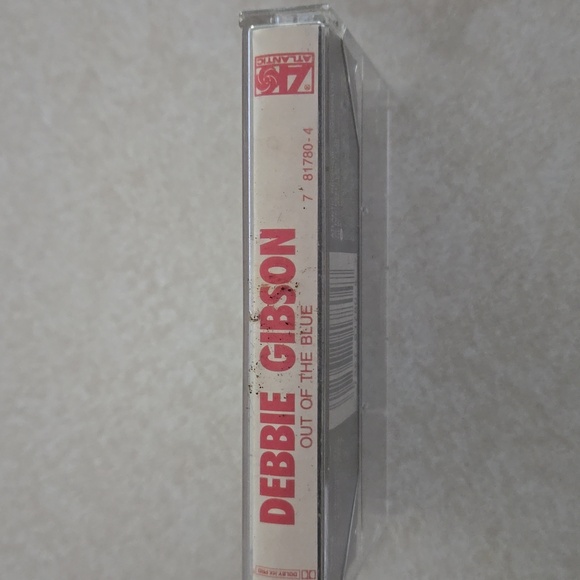 DEBBIE GIBSON
OUT OF THE BLUE
7 81780-4
ATLANTIC